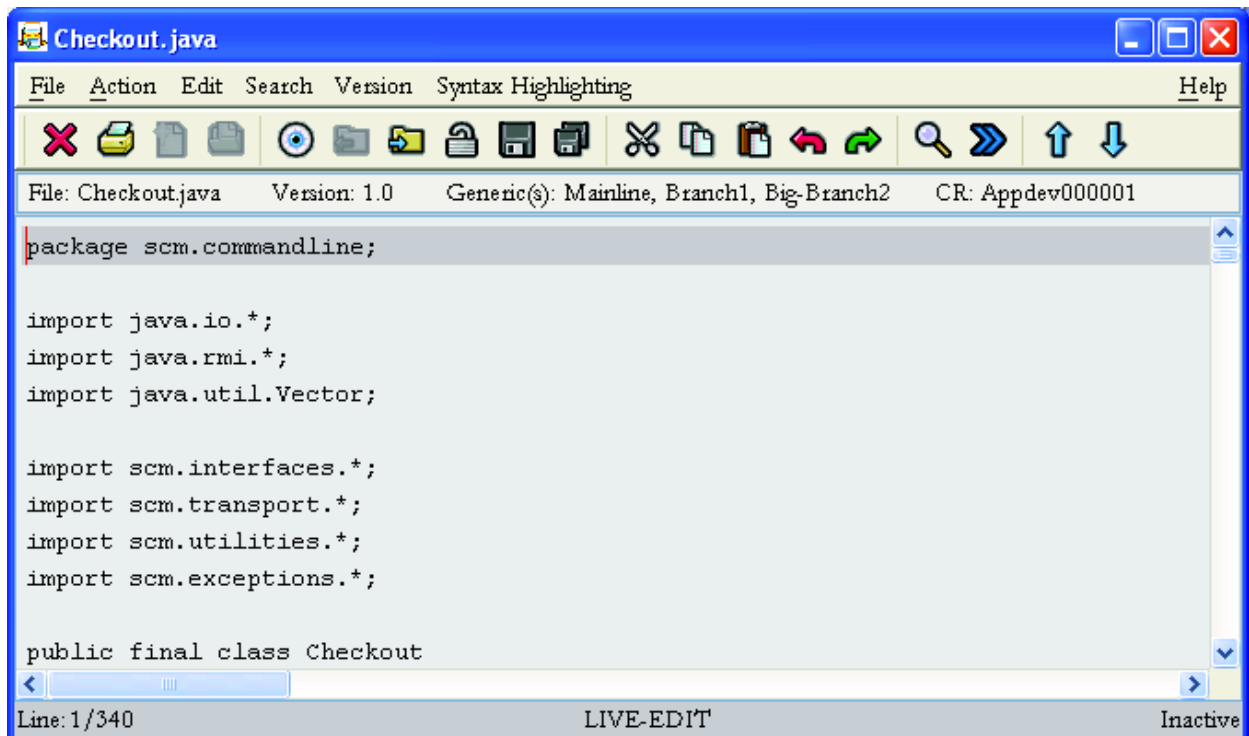 Checkout.java
File Action Edit Search Version Syntax Highlighting Help
File: Checkout.java Version: 1.0 Generic(s): Mainline, Branch1, Big-Branch2 CR: Appdev000001
package scm.commandline;
import java.io.*;
import java.rmi.*;
import java.util.Vector;
import scm.interfaces.*;
import scm.transport.*;
import scm.utilities.*;
import scm.exceptions.*;
public final class Checkout
Line: 1/340 LIVE-EDIT Inactive